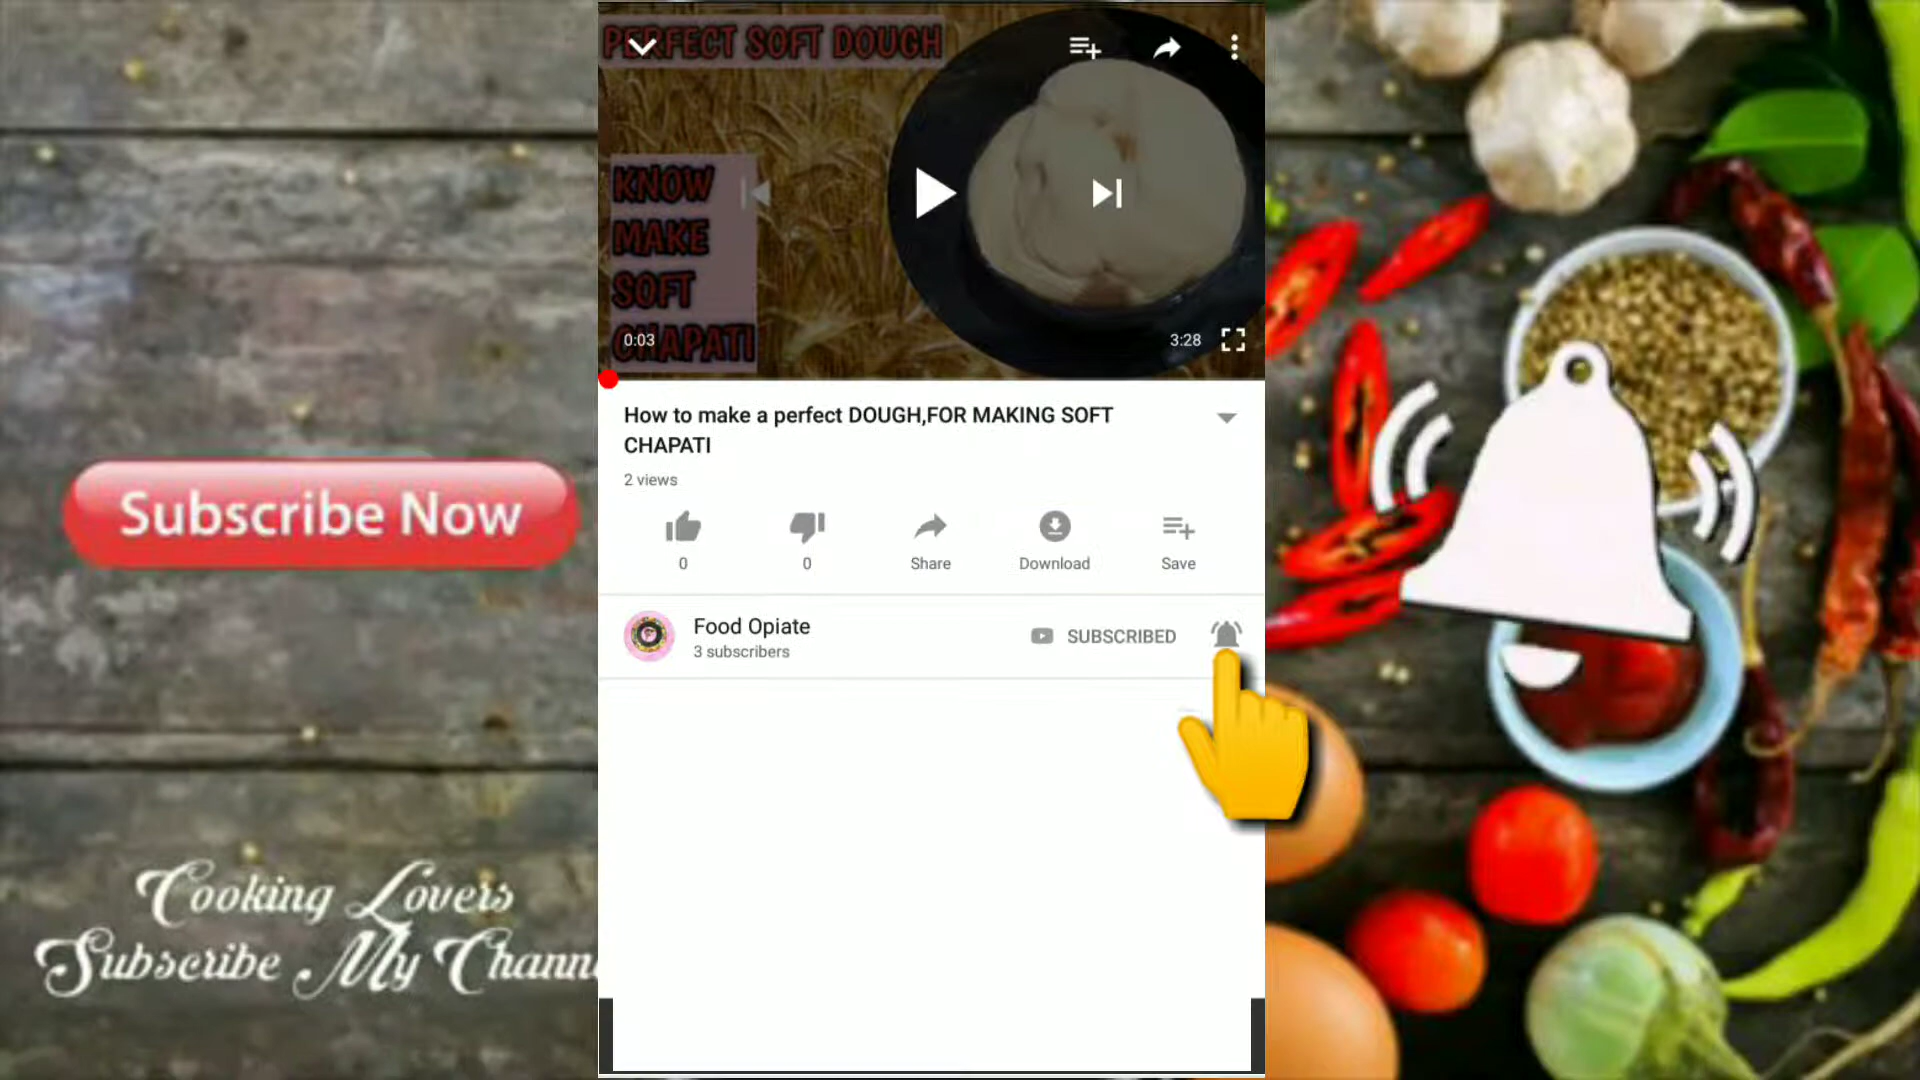 PERFECT SOFT DOUGH
KNOW
MAKE
SOFT
CHAPATI
0:03
3:28
How to make a perfect DOUGH,FOR MAKING SOFT
CHAPATI
2 views
0
0
Share
Download
Save
Food Opiate
3 subscribers
SUBSCRIBED
Subscribe Now
Cooking Lovers
Subscribe My Chann